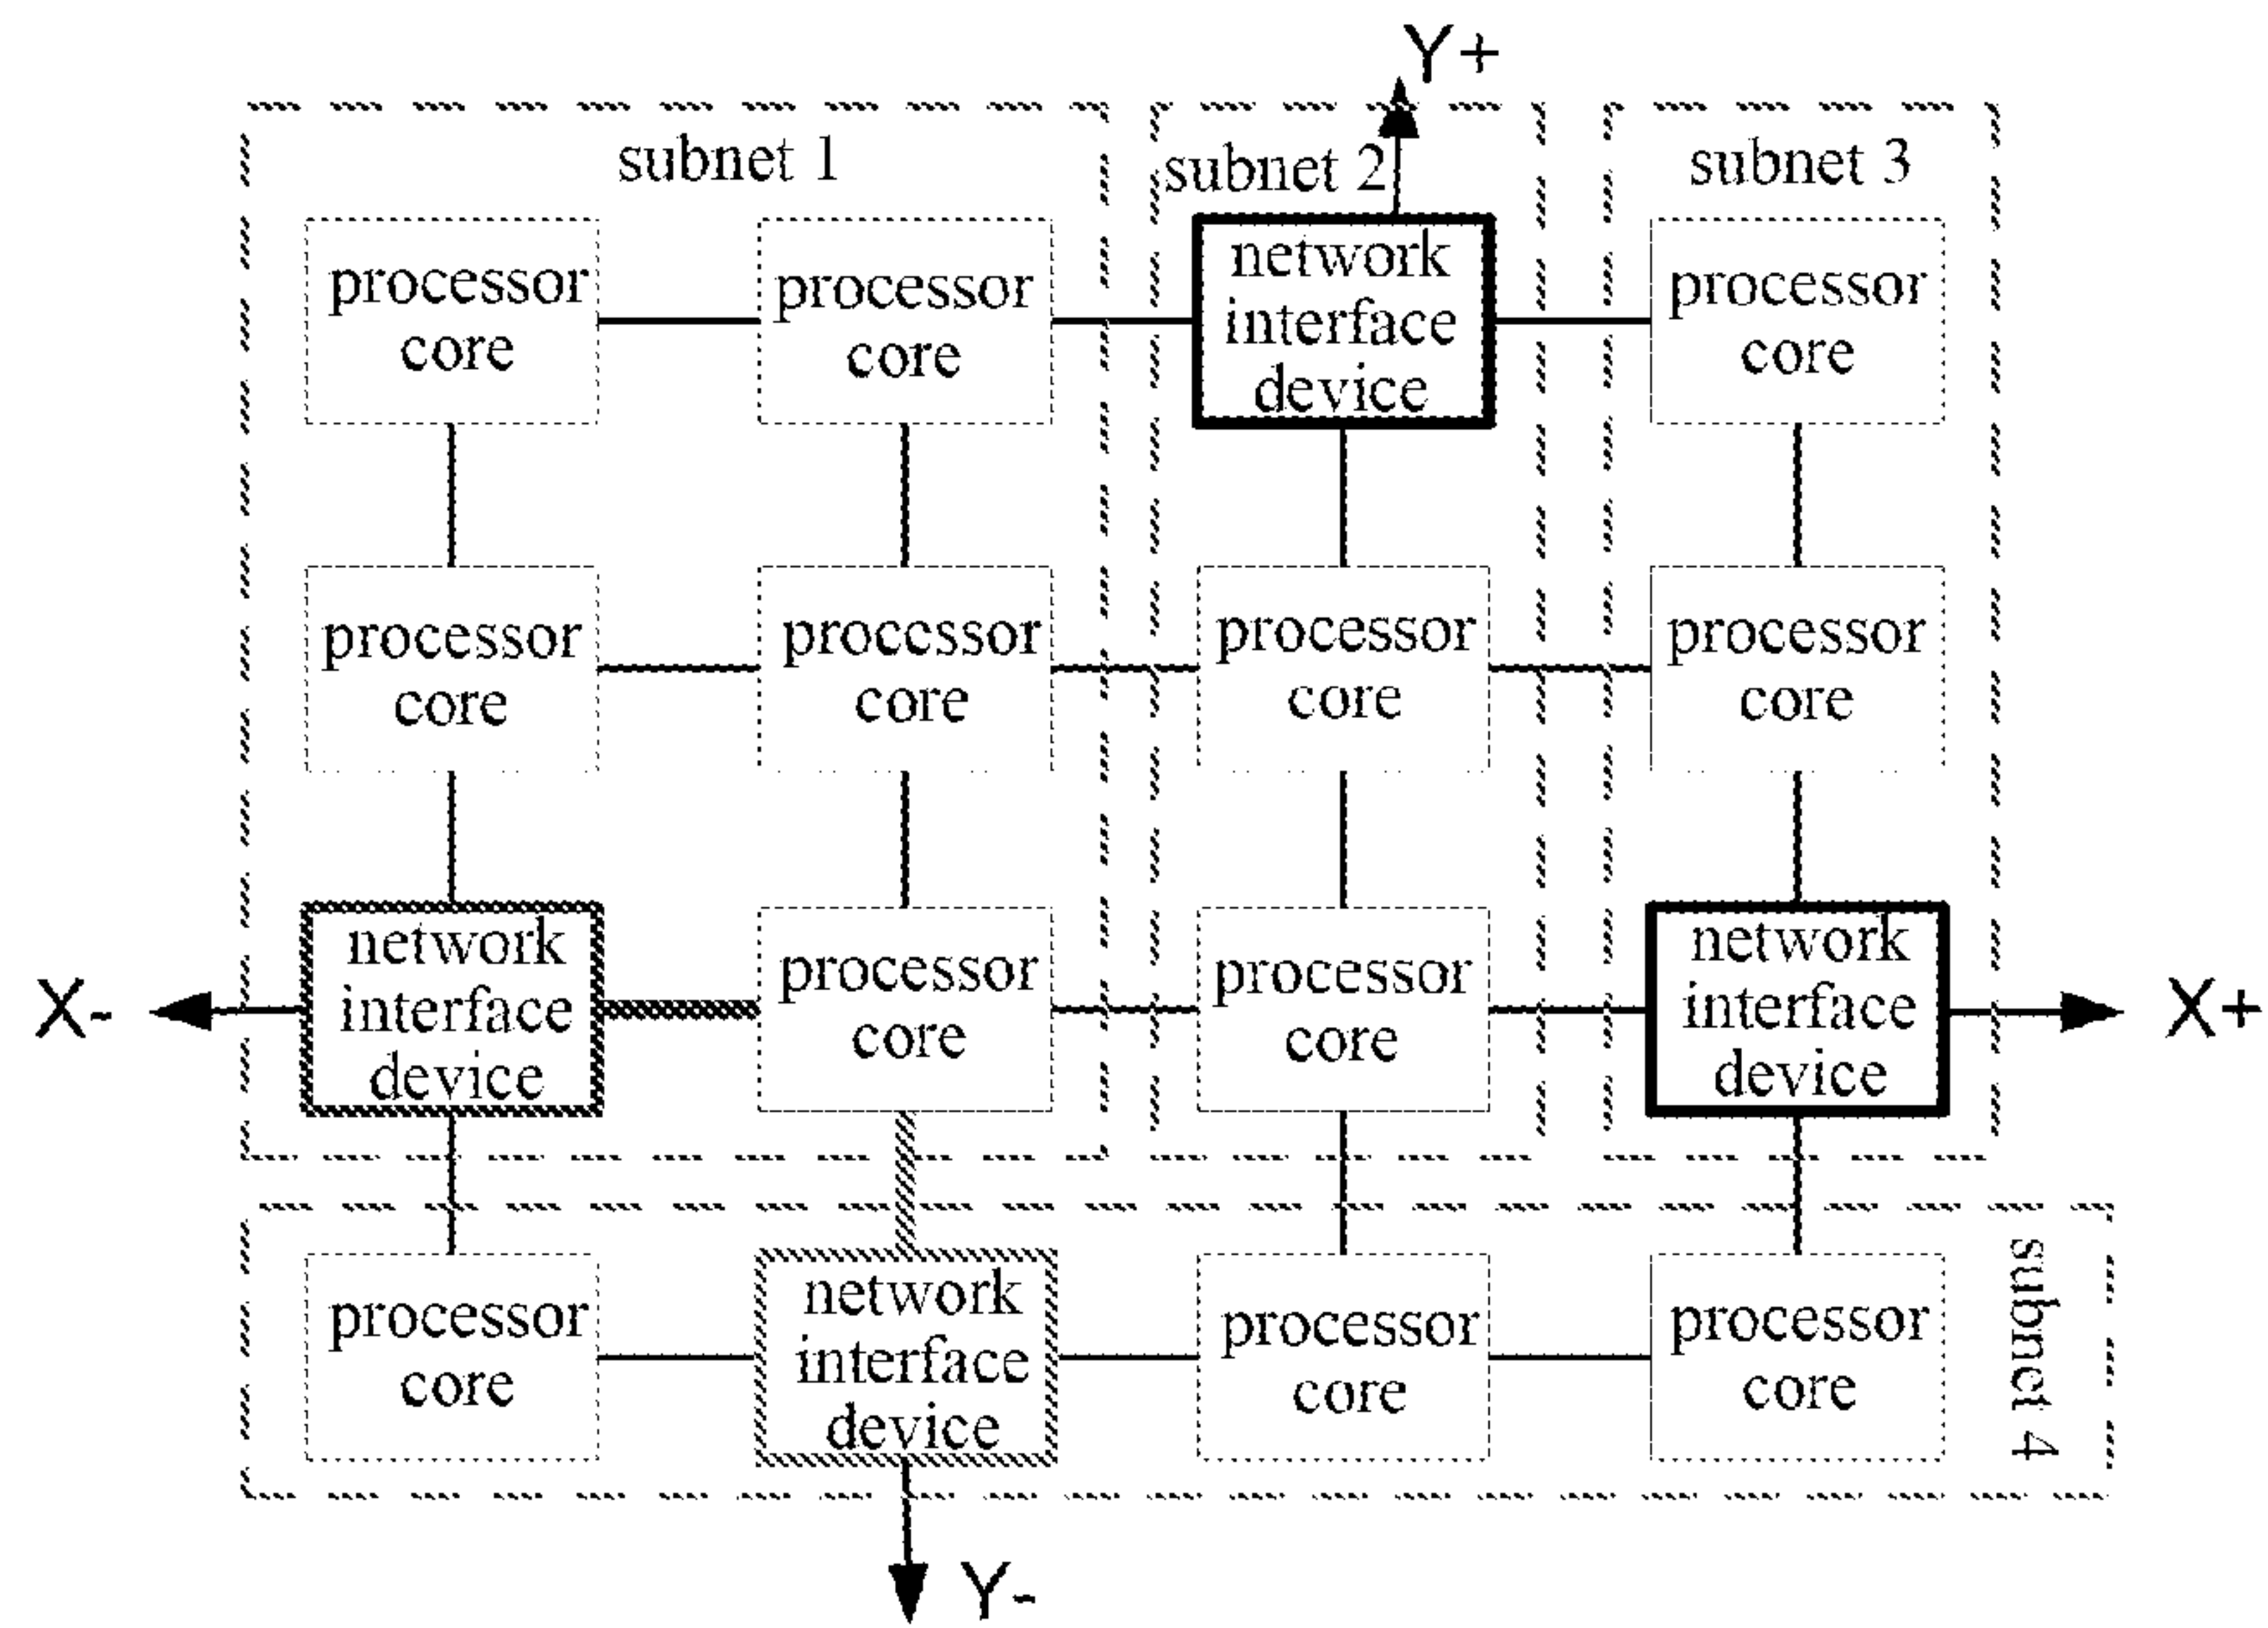 Y+
subnet 1
subnet 2
subnet 3
processor
core
processor
core
network
interface
device
processor
core
processor
core
processor
core
processor
core
processor
core
X-
network
interface
device
processor
core
processor
core
network
interface
device
X+
processor
core
network
interface
device
processor
core
processor
core
subnet 4
Y-